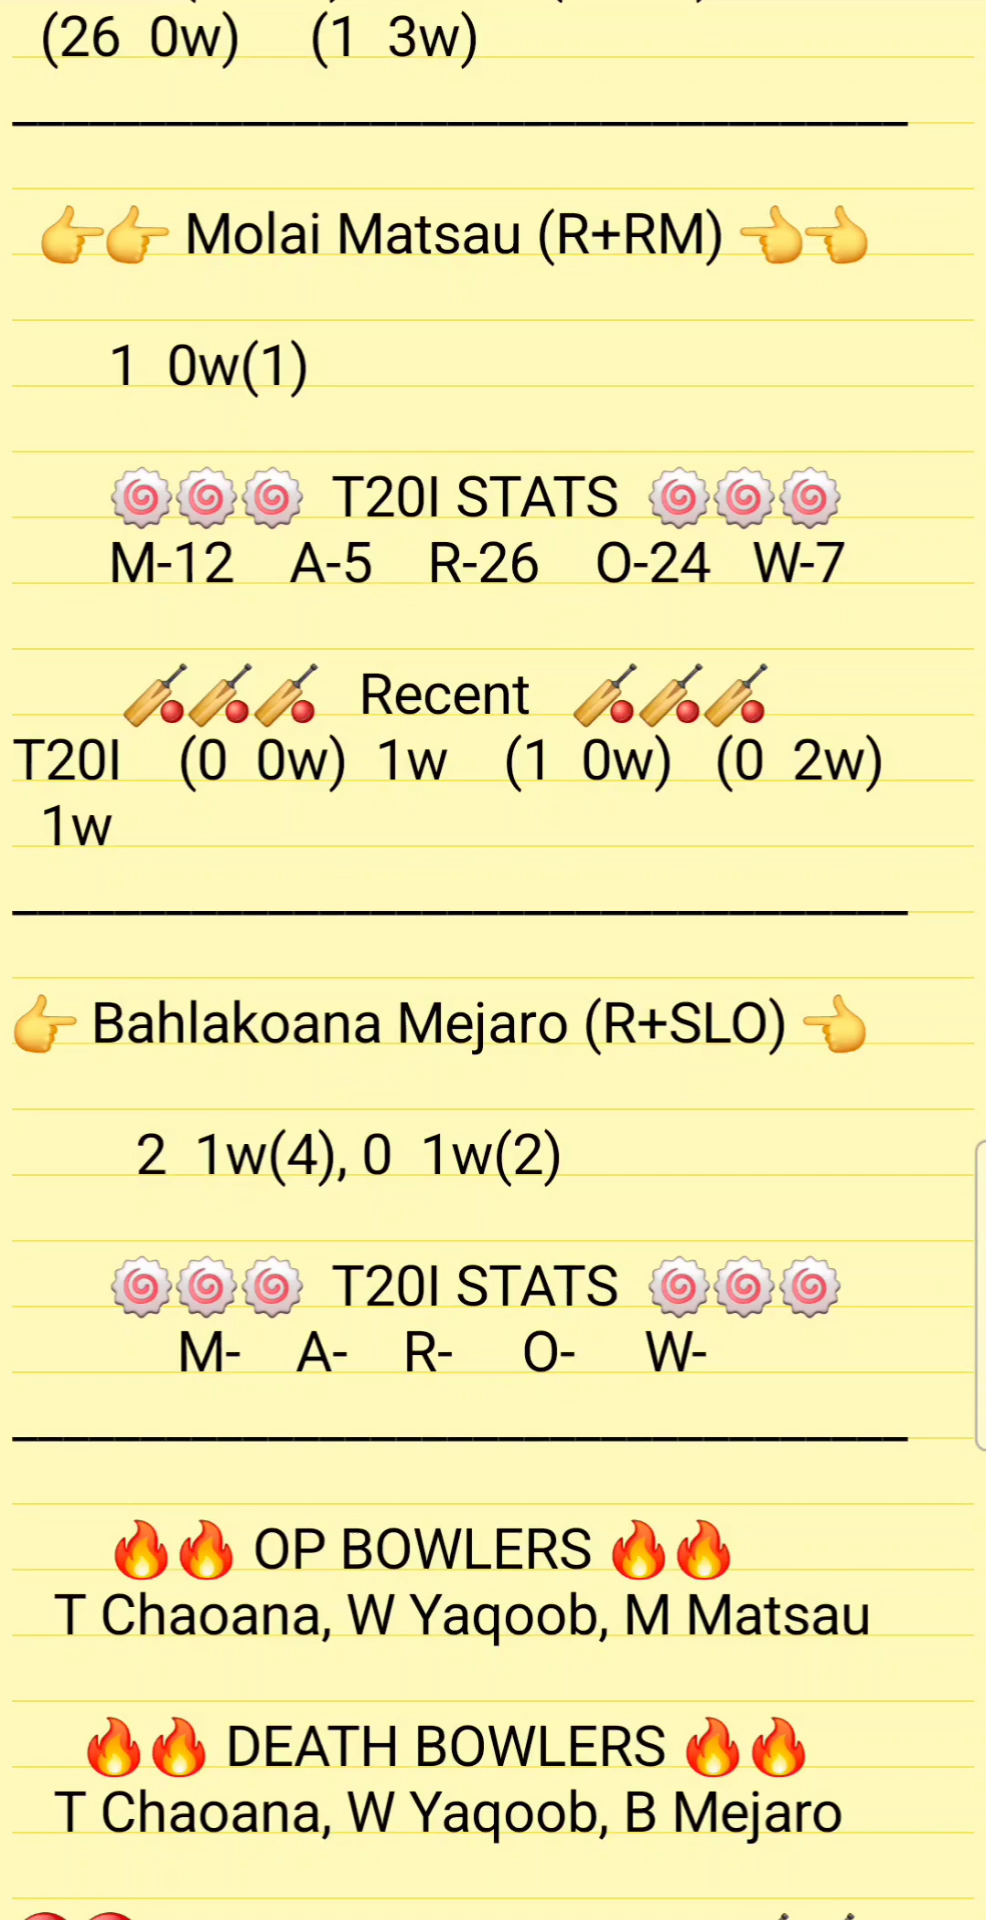 (26 0w) (1 3w)
👉👉 Molai Matsau (R+RM) 👈👈
1 0w(1)
🍥🍥🍥 T20I STATS 🍥🍥🍥
M-12 A-5 R-26 O-24 W-7
🏏🏏🏏 Recent 🏏🏏🏏
T20I (0 0w) 1w (1 0w) (0 2w)
1w
👉 Bahlakoana Mejaro (R+SLO) 👈
2 1w(4), 0 1w(2)
🍥🍥🍥 T20I STATS 🍥🍥🍥
M- A- R- O- W-
🔥🔥 OP BOWLERS 🔥🔥
T Chaoana, W Yaqoob, M Matsau
🔥🔥 DEATH BOWLERS 🔥🔥
T Chaoana, W Yaqoob, B Mejaro